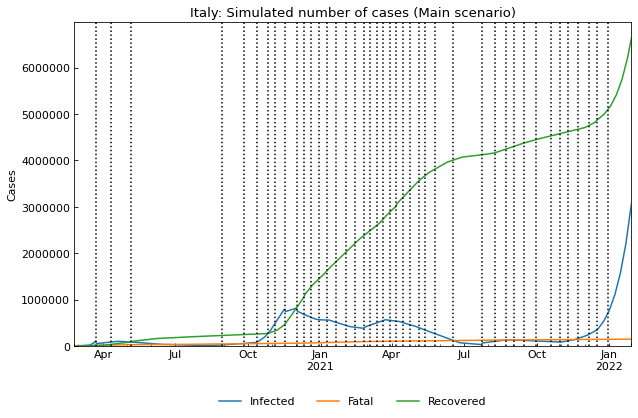 Italy: Simulated number of cases (Main scenario)
Cases
6000000
5000000
4000000
3000000
2000000
1000000
0
Apr Jul Oct Jan Apr Jul Oct Jan
2021 2022
Infected Fatal Recovered